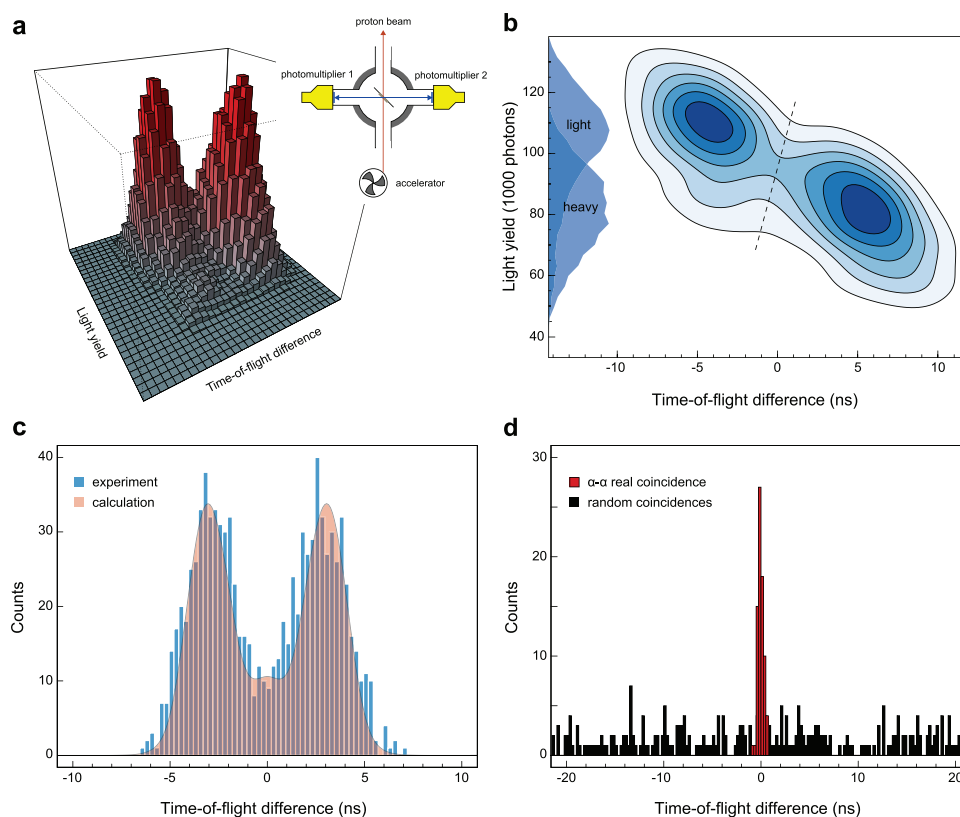 a
proton beam
photomultiplier 1
photomultiplier 2
accelerator
Light yield
Time-of-flight difference
b
Light yield (1000 photons)
120
100
80
60
40
light
heavy
-10
-5
0
5
10
Time-of-flight difference (ns)
c
Counts
40
30
20
10
0
experiment
calculation
-10
-5
0
5
10
Time-of-flight difference (ns)
d
Counts
30
20
10
0
α-α real coincidence
random coincidences
-20
-10
0
10
20
Time-of-flight difference (ns)